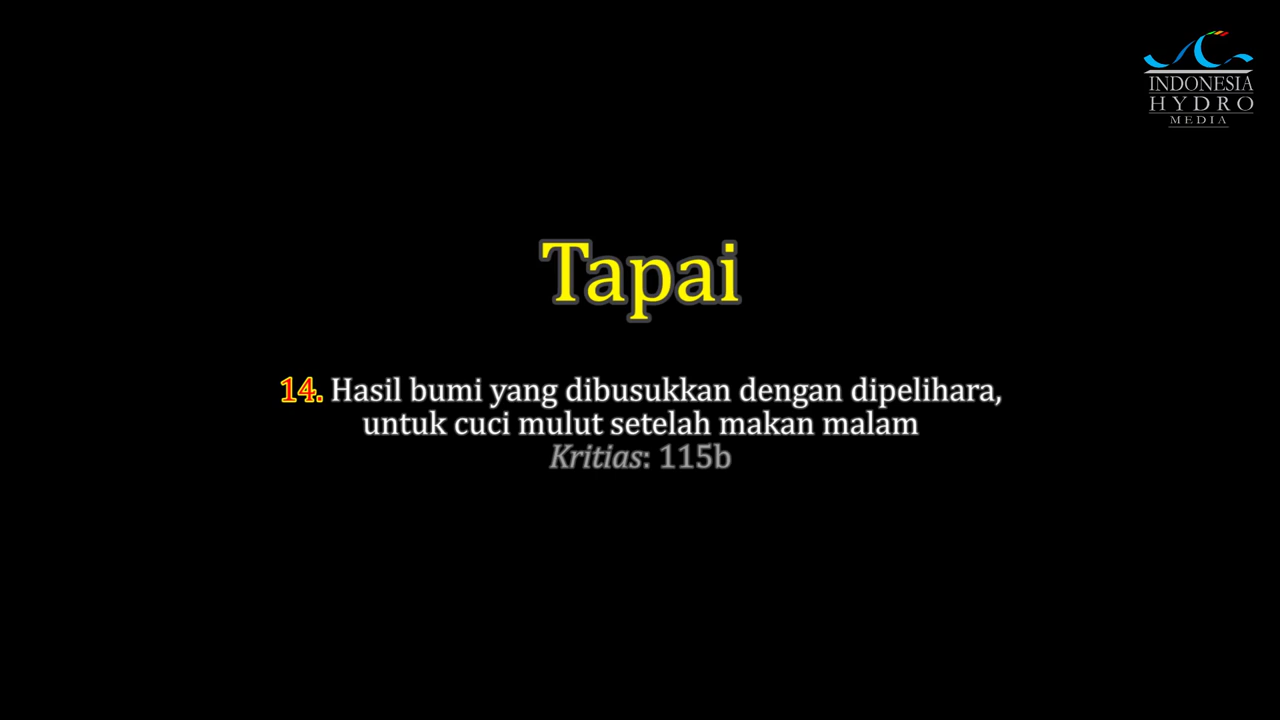 INDONESIA
HYDRO
MEDIA
Tapai
14. Hasil bumi yang dibusukkan dengan dipelihara,
untuk cuci mulut setelah makan malam
Kritias: 115b